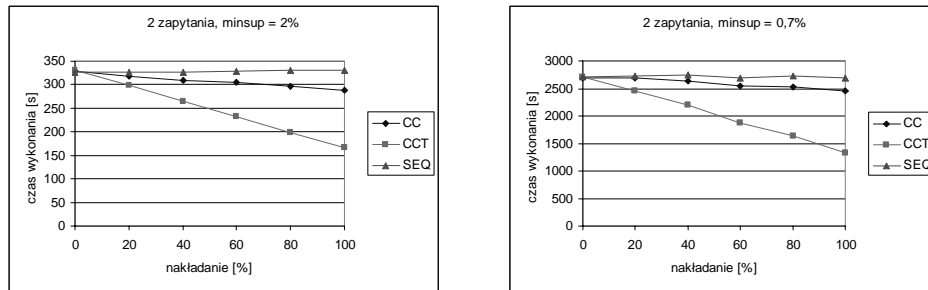 2 zapytania, minsup = 2%
czas wykonania [s]
350
300
250
200
150
100
50
0
0 20 40 60 80 100
nakładanie [%]
CC
CCT
SEQ
2 zapytania, minsup = 0,7%
czas wykonania [s]
3000
2500
2000
1500
1000
500
0
0 20 40 60 80 100
nakładanie [%]
CC
CCT
SEQ